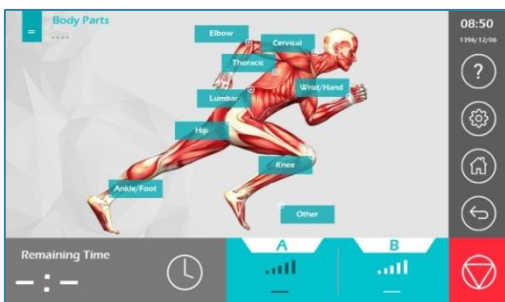 Body Parts
- - - -
Elbow
Cervical
Thoracic
Wrist/Hand
Lumbar
Hip
Knee
Ankle/Foot
Other
08:50
1396/12/06
?
Remaining Time
– : –
A
B